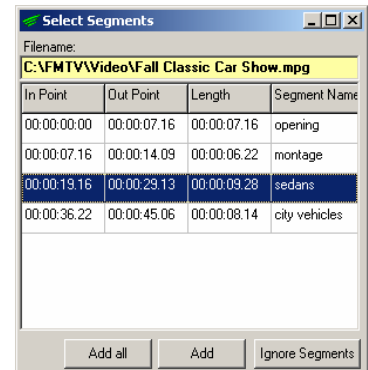 Select Segments
Filename:
C:\FMTV\Video\Fall Classic Car Show.mpg
In Point Out Point Length Segment Name
00:00:00:00 00:00:07.16 00:00:07.16 opening
00:00:07.16 00:00:14.09 00:00:06.22 montage
00:00:19.16 00:00:29.13 00:00:09.28 sedans
00:00:36.22 00:00:45.06 00:00:08.14 city vehicles
Add all Add Ignore Segments